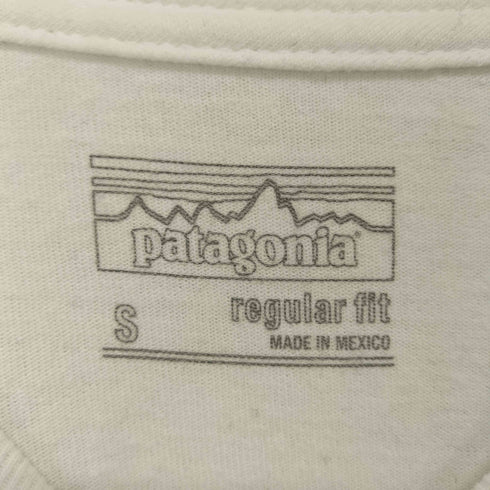 patagonia®
S regular fit
MADE IN MEXICO